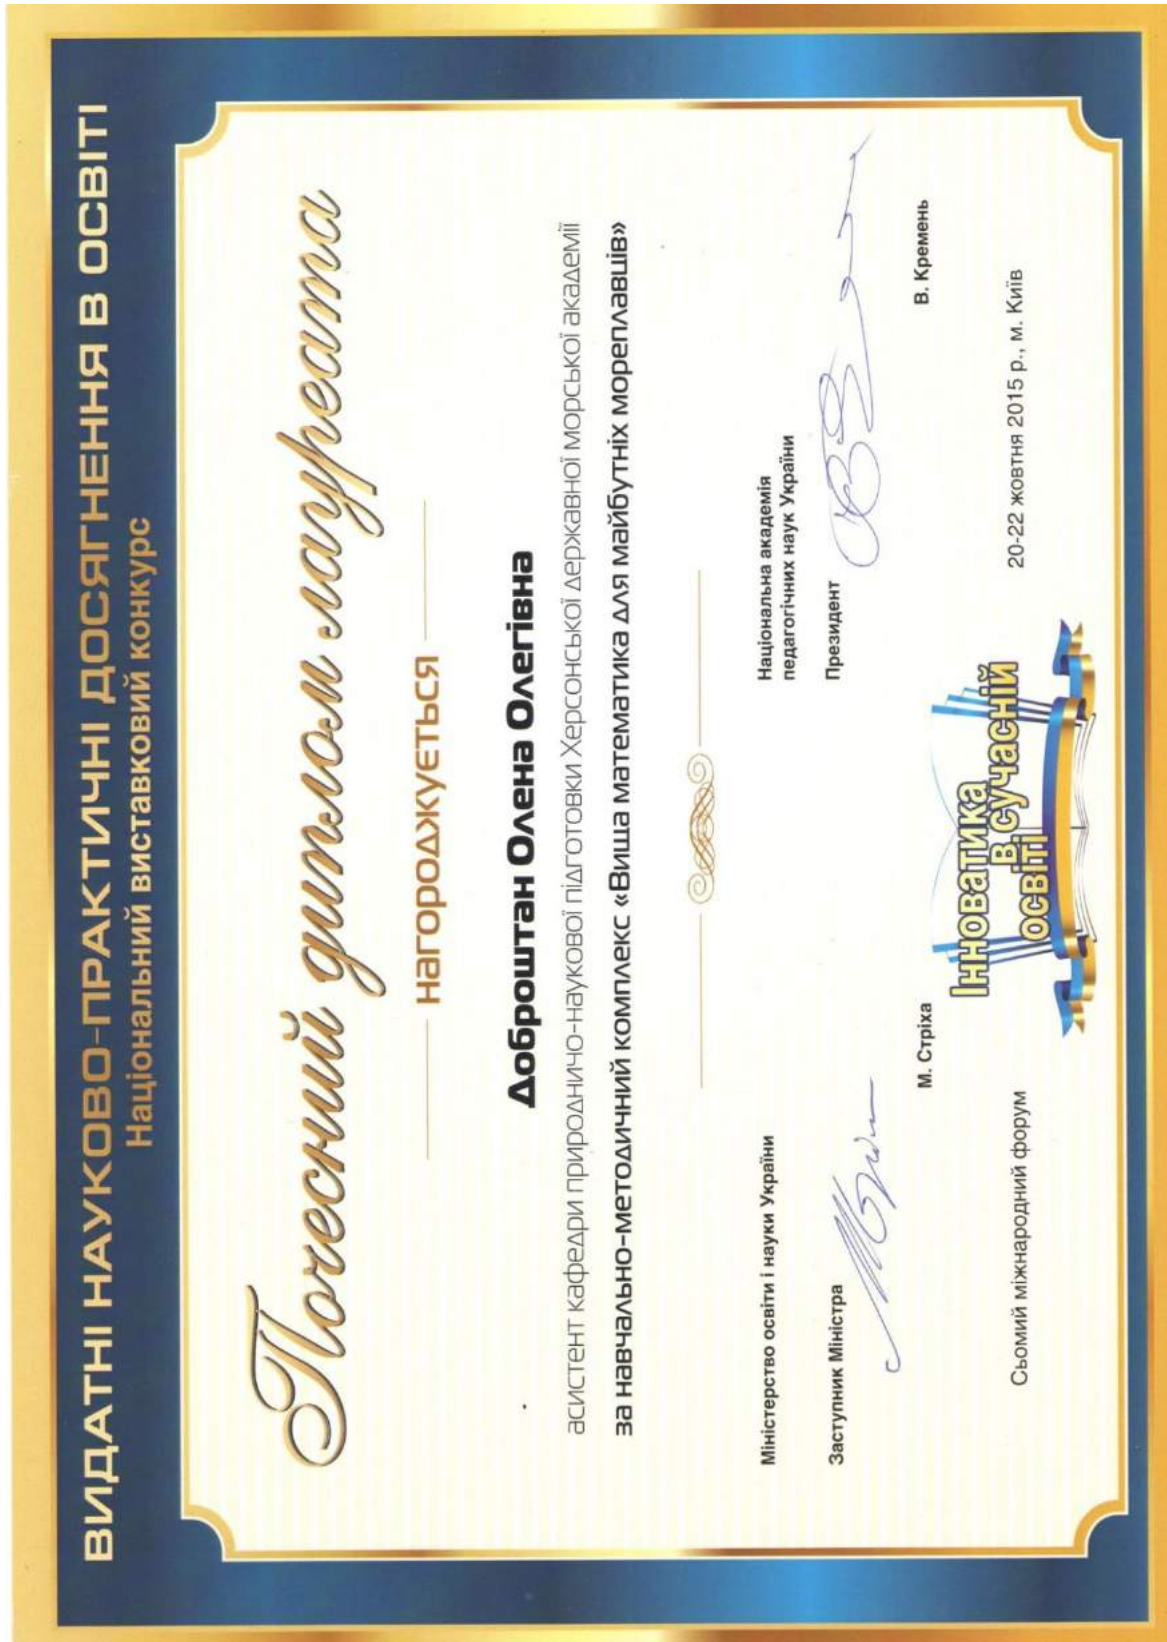 ВИДАТНІ НАУКОВО-ПРАКТИЧНІ ДОСЯГНЕННЯ В ОСВІТІ
Національний виставковий конкурс
Почесний диплом лауреата
нагороджується
Доброштан Олена Олегівна
асистент кафедри природничо-наукової підготовки Херсонської державної морської академії
за навчально-методичний комплекс «Вища математика для майбутніх мореплавців»
Міністерство освіти і науки України
Заступник Міністра
М. Стріха
Національна академія
педагогічних наук України
Президент
В. Кремень
Сьомий міжнародний форум
Інноватика
в сучасній
освіті
20-22 жовтня 2015 р., м. Київ